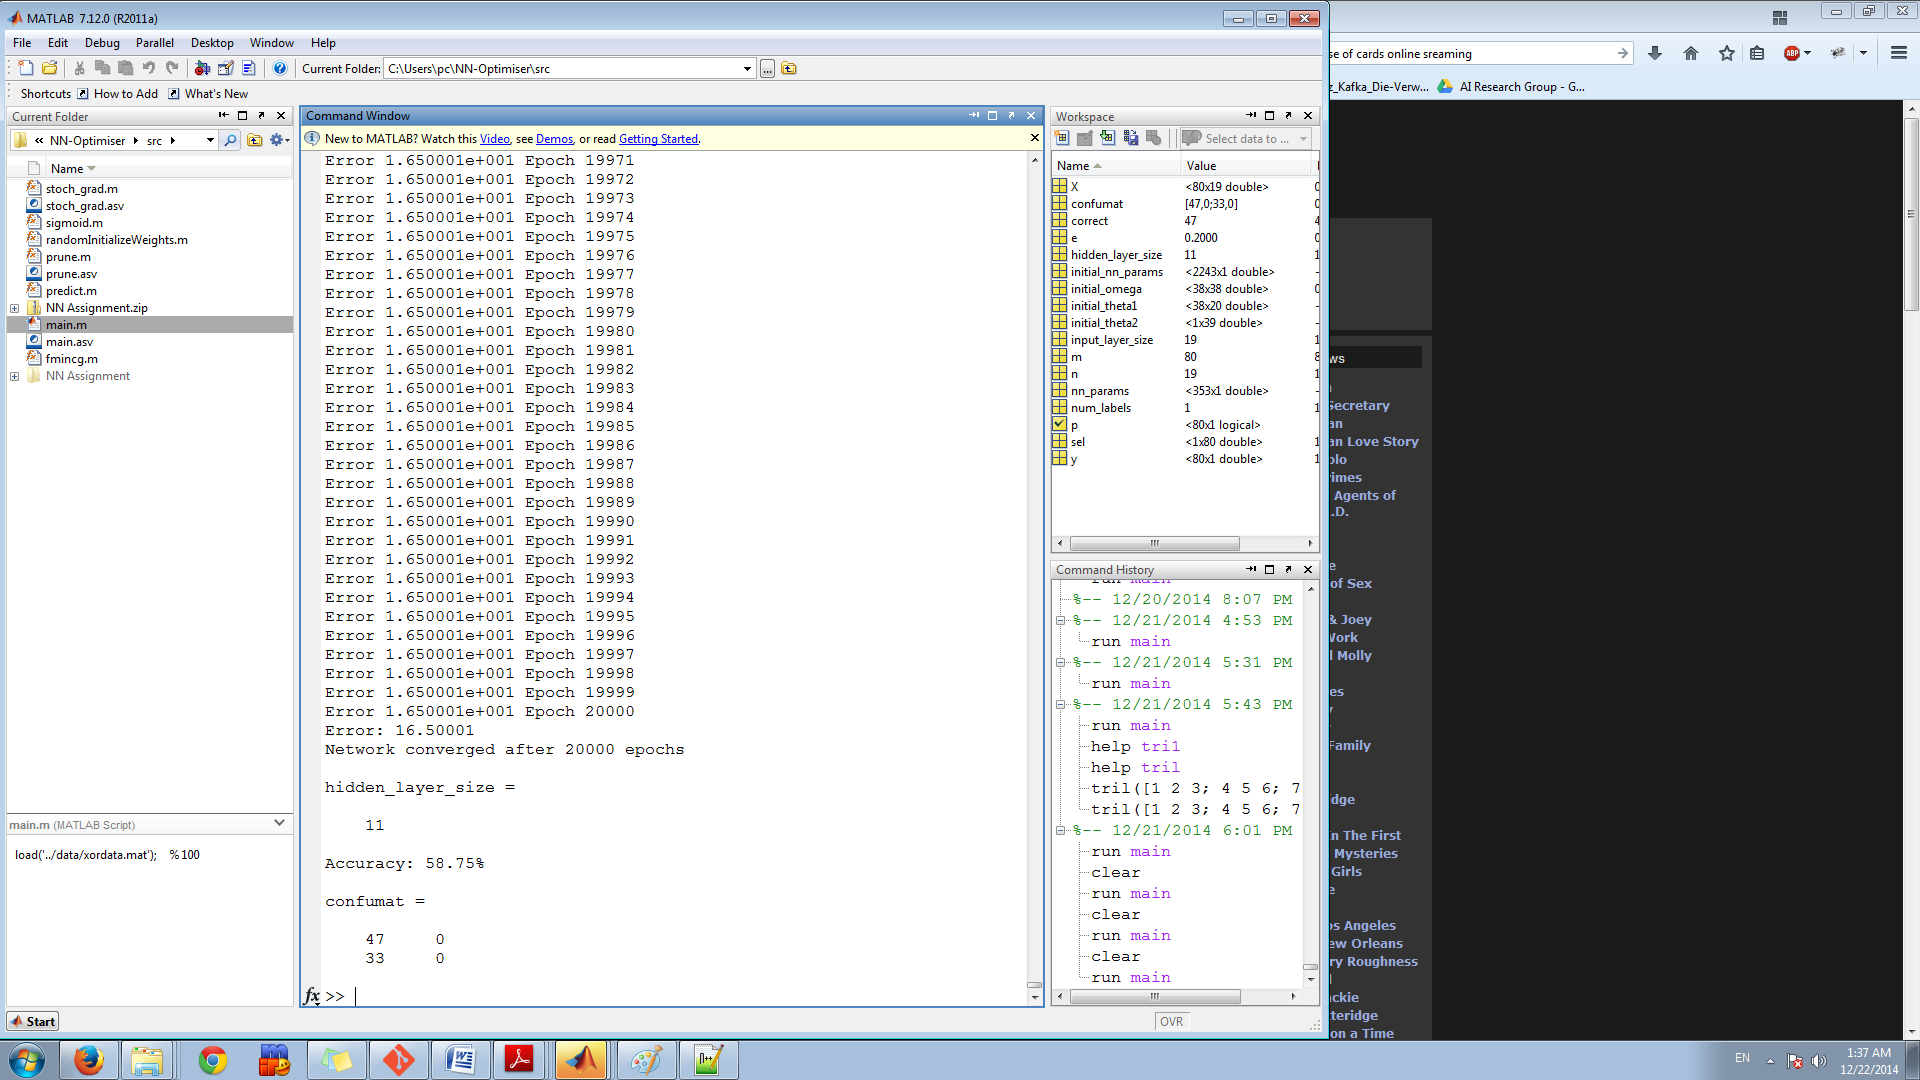 MATLAB 7.12.0 (R2011a)
File Edit Debug Parallel Desktop Window Help
Current Folder: C:\Users\pc\NN-Optimiser\src
Shortcuts How to Add What's New
Current Folder
« NN-Optimiser src
Name
stoch_grad.m
stoch_grad.asv
sigmoid.m
randomInitializeWeights.m
prune.m
prune.asv
predict.m
NN Assignment.zip
main.m
main.asv
fmincg.m
NN Assignment
main.m (MATLAB Script)
load('../data/xordata.mat'); %100
Start
Command Window
New to MATLAB? Watch this Video, see Demos, or read Getting Started.
Error 1.650001e+001 Epoch 19971
Error 1.650001e+001 Epoch 19972
Error 1.650001e+001 Epoch 19973
Error 1.650001e+001 Epoch 19974
Error 1.650001e+001 Epoch 19975
Error 1.650001e+001 Epoch 19976
Error 1.650001e+001 Epoch 19977
Error 1.650001e+001 Epoch 19978
Error 1.650001e+001 Epoch 19979
Error 1.650001e+001 Epoch 19980
Error 1.650001e+001 Epoch 19981
Error 1.650001e+001 Epoch 19982
Error 1.650001e+001 Epoch 19983
Error 1.650001e+001 Epoch 19984
Error 1.650001e+001 Epoch 19985
Error 1.650001e+001 Epoch 19986
Error 1.650001e+001 Epoch 19987
Error 1.650001e+001 Epoch 19988
Error 1.650001e+001 Epoch 19989
Error 1.650001e+001 Epoch 19990
Error 1.650001e+001 Epoch 19991
Error 1.650001e+001 Epoch 19992
Error 1.650001e+001 Epoch 19993
Error 1.650001e+001 Epoch 19994
Error 1.650001e+001 Epoch 19995
Error 1.650001e+001 Epoch 19996
Error 1.650001e+001 Epoch 19997
Error 1.650001e+001 Epoch 19998
Error 1.650001e+001 Epoch 19999
Error 1.650001e+001 Epoch 20000
Error: 16.50001
Network converged after 20000 epochs
hidden_layer_size =
11
Accuracy: 58.75%
confumat =
47 0
33 0
fx >>
Workspace
Select data to ...
Name Value
X <80x19 double>
confumat [47,0;33,0]
correct 47
e 0.2000
hidden_layer_size 11
initial_nn_params <2243x1 double>
initial_omega <38x38 double>
initial_theta1 <38x20 double>
initial_theta2 <1x39 double>
input_layer_size 19
m 80
n 19
nn_params <353x1 double>
num_labels 1
p <80x1 logical>
sel <1x80 double>
y <80x1 double>
Command History
run main
%-- 12/20/2014 8:07 PM
%-- 12/21/2014 4:53 PM
run main
%-- 12/21/2014 5:31 PM
run main
%-- 12/21/2014 5:43 PM
run main
help tri1
help tril
tril([1 2 3; 4 5 6; 7
tril([1 2 3; 4 5 6; 7
%-- 12/21/2014 6:01 PM
run main
clear
run main
clear
run main
clear
run main
OVR
se of cards online sreaming
ABP
z_Kafka_Die-Verw... AI Research Group - G...
ws
Secretary
an
an Love Story
olo
rimes
Agents of
.D.
e
of Sex
& Joey
Work
l Molly
es
y
Family
dge
In The First
Mysteries
Girls
e
os Angeles
ew Orleans
ry Roughness
l
ckie
tteridge
on a Time
EN
1:37 AM
12/22/2014